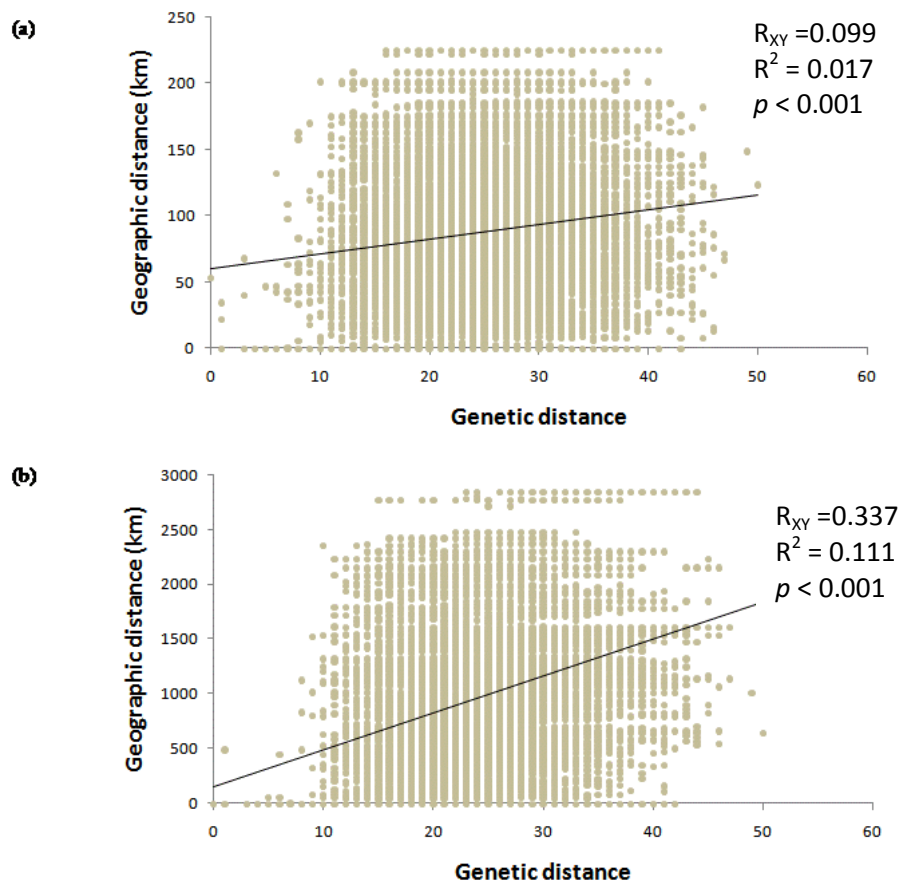 (a)
R_XY =0.099
R² = 0.017
p < 0.001
Geographic distance (km)
250
200
150
100
50
0
0 10 20 30 40 50 60
Genetic distance
(b)
R_XY =0.337
R² = 0.111
p < 0.001
Geographic distance (km)
3000
2500
2000
1500
1000
500
0
0 10 20 30 40 50 60
Genetic distance